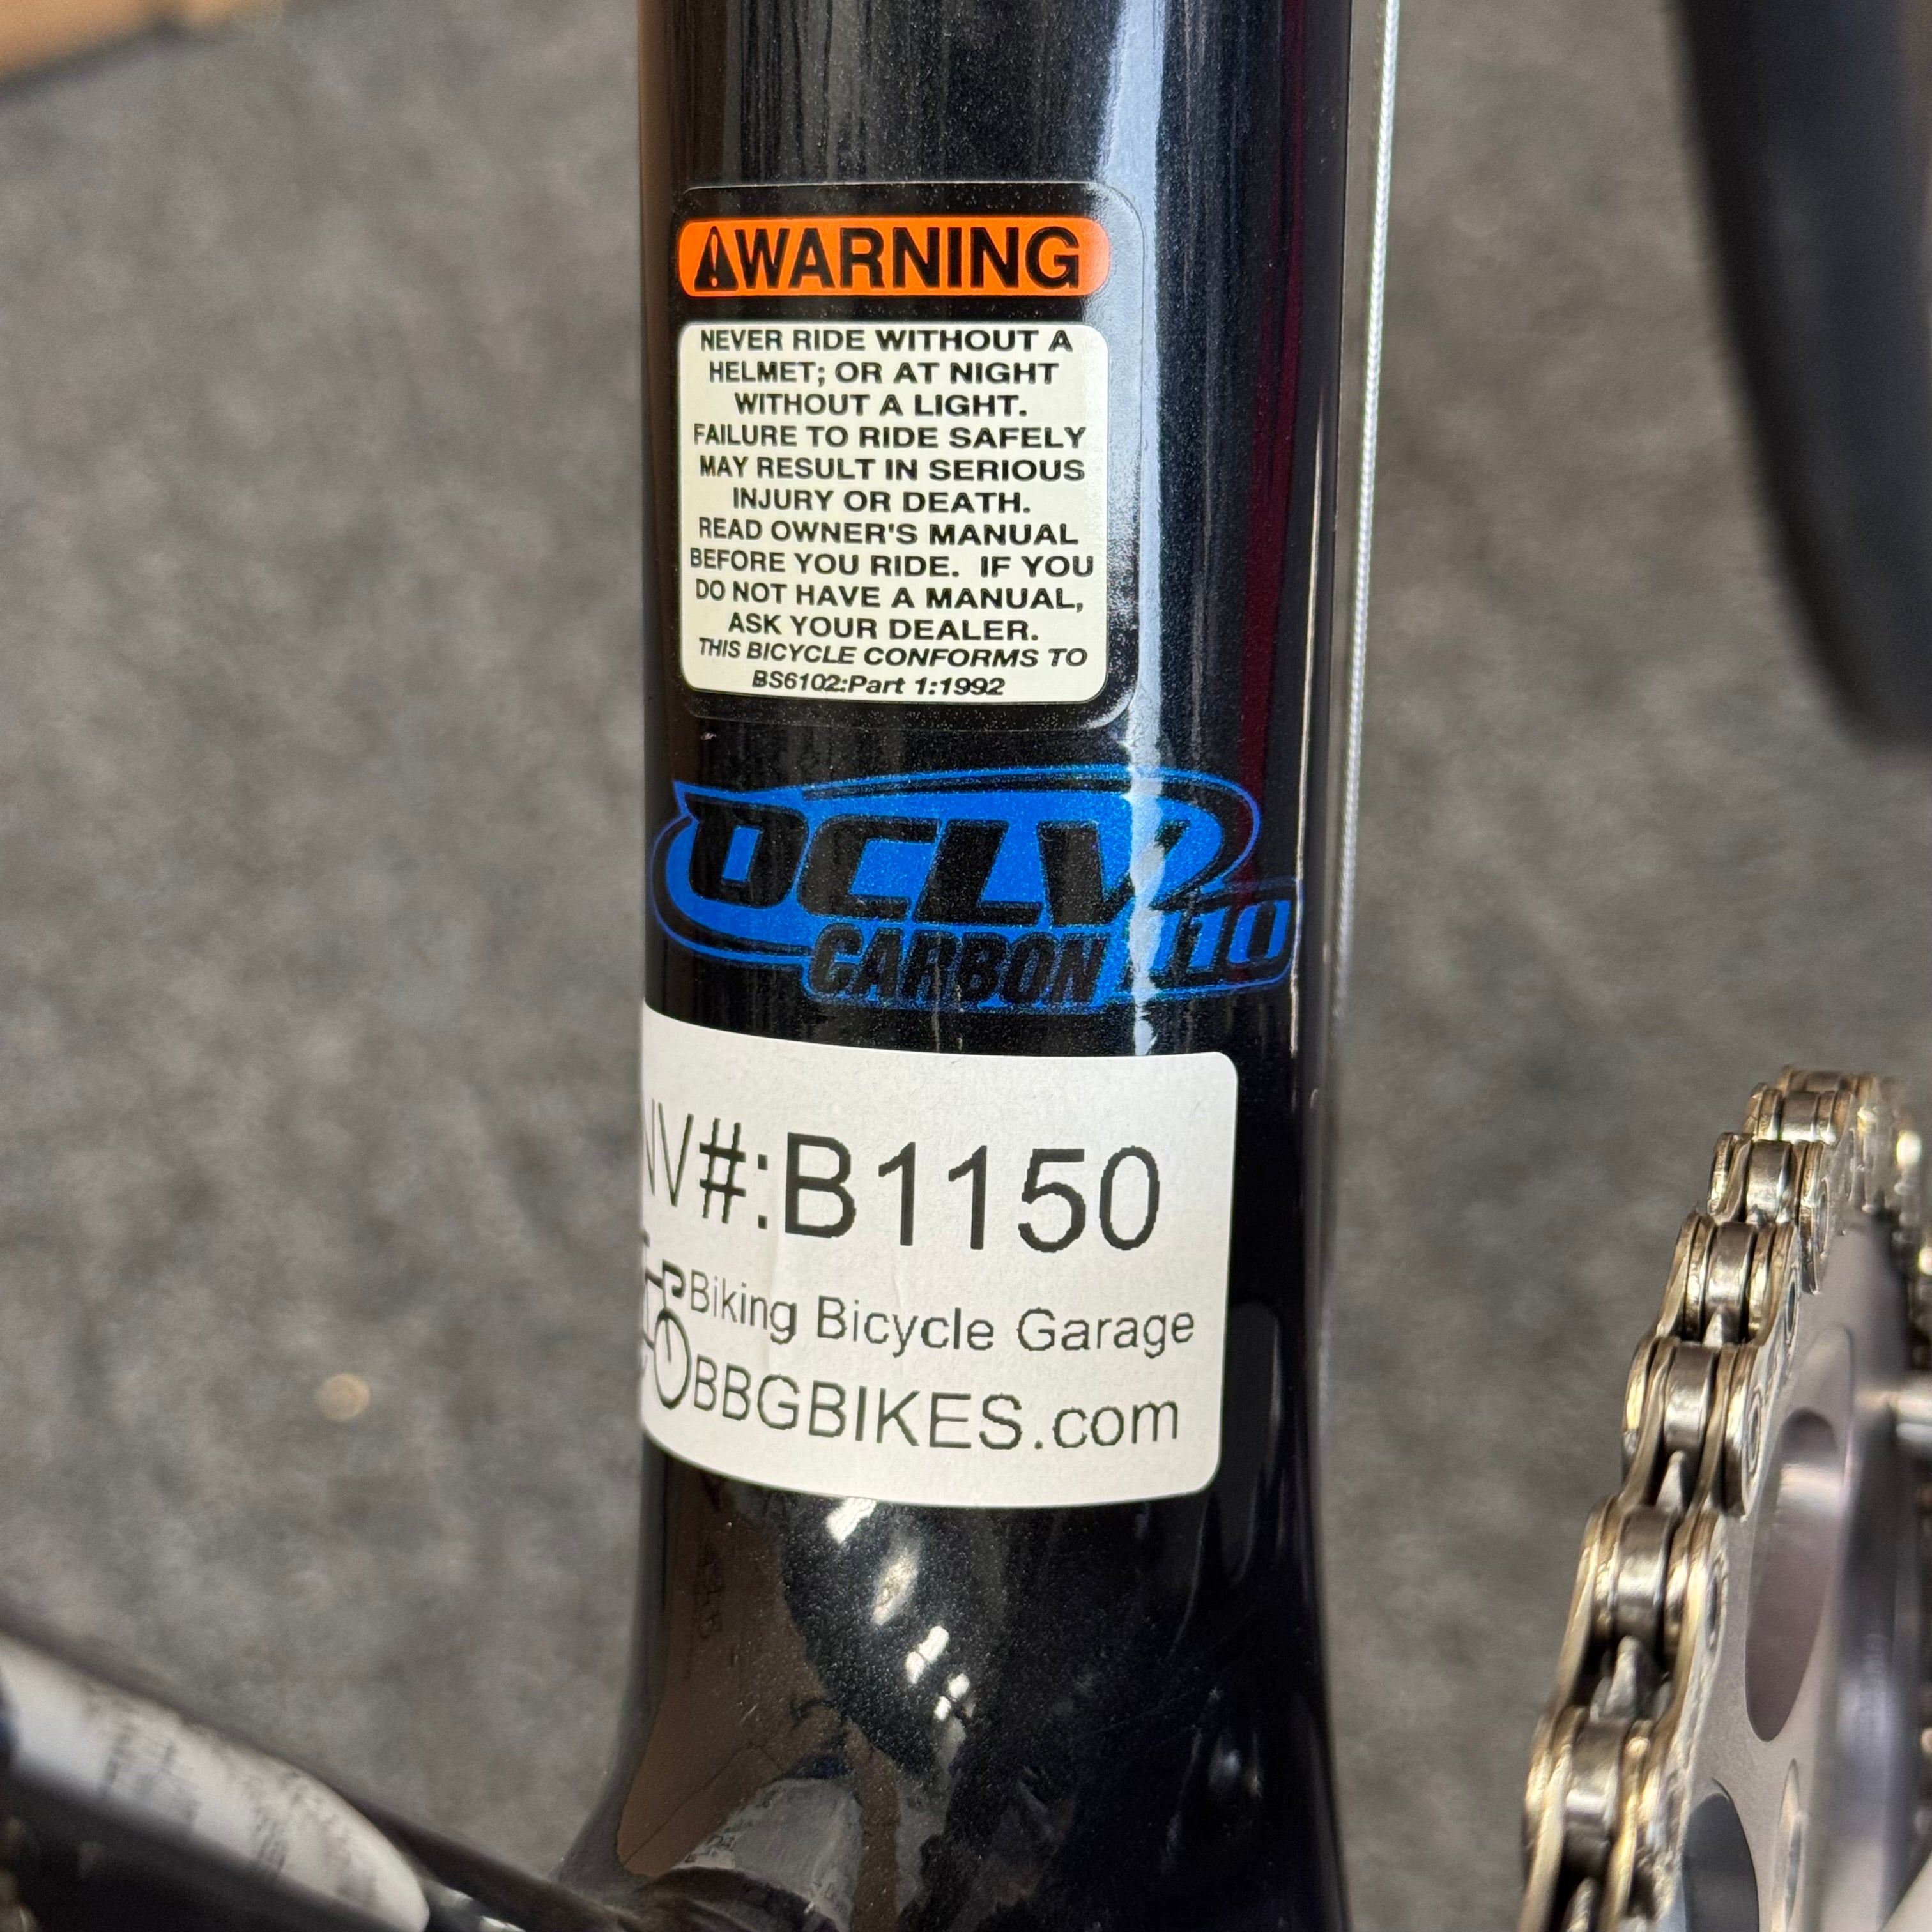 WARNING
NEVER RIDE WITHOUT A
HELMET; OR AT NIGHT
WITHOUT A LIGHT.
FAILURE TO RIDE SAFELY
MAY RESULT IN SERIOUS
INJURY OR DEATH.
READ OWNER'S MANUAL
BEFORE YOU RIDE. IF YOU
DO NOT HAVE A MANUAL,
ASK YOUR DEALER.
THIS BICYCLE CONFORMS TO
BS6102:Part 1:1992
OCLV
CARBON 110
NV#:B1150
Biking Bicycle Garage
BBGBIKES.com